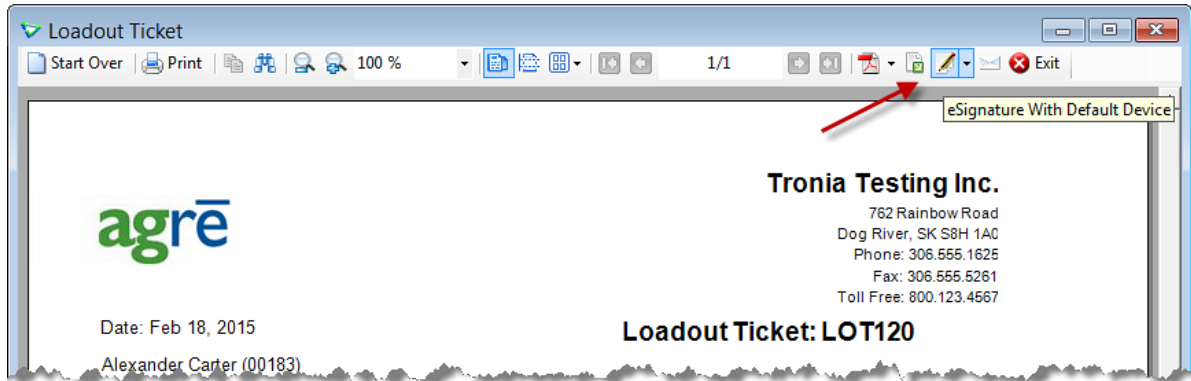 Loadout Ticket
Start Over Print 100 % 1/1 Exit
eSignature With Default Device
Tronia Testing Inc.
agrē
762 Rainbow Road
Dog River, SK S8H 1A0
Phone: 306.555.1625
Fax: 306.555.5261
Toll Free: 800.123.4567
Date: Feb 18, 2015
Loadout Ticket: LOT120
Alexander Carter (00183)